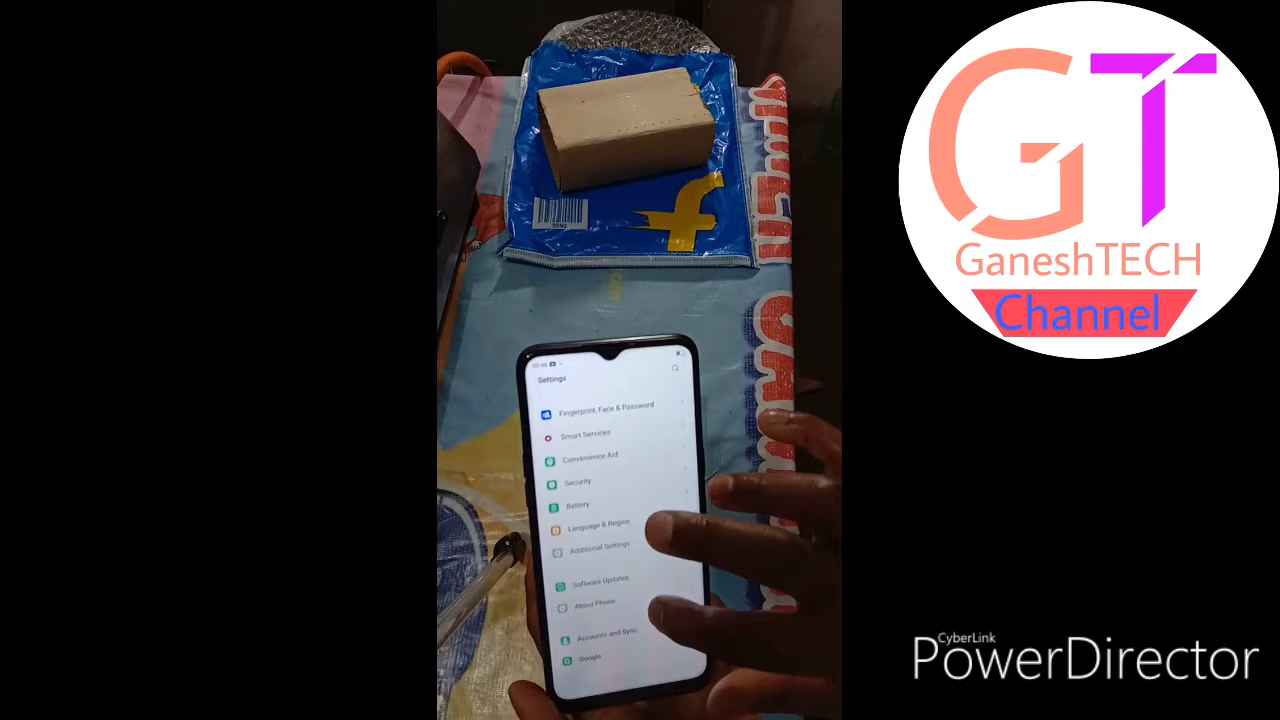 GT
GaneshTECH
Channel
SBM2
f
Settings
Fingerprint, Face & Password
Smart Services
Convenience Aid
Security
Battery
Language & Region
Additional Settings
Software Updates
About Phone
Accounts and Sync
Google
CyberLink
PowerDirector